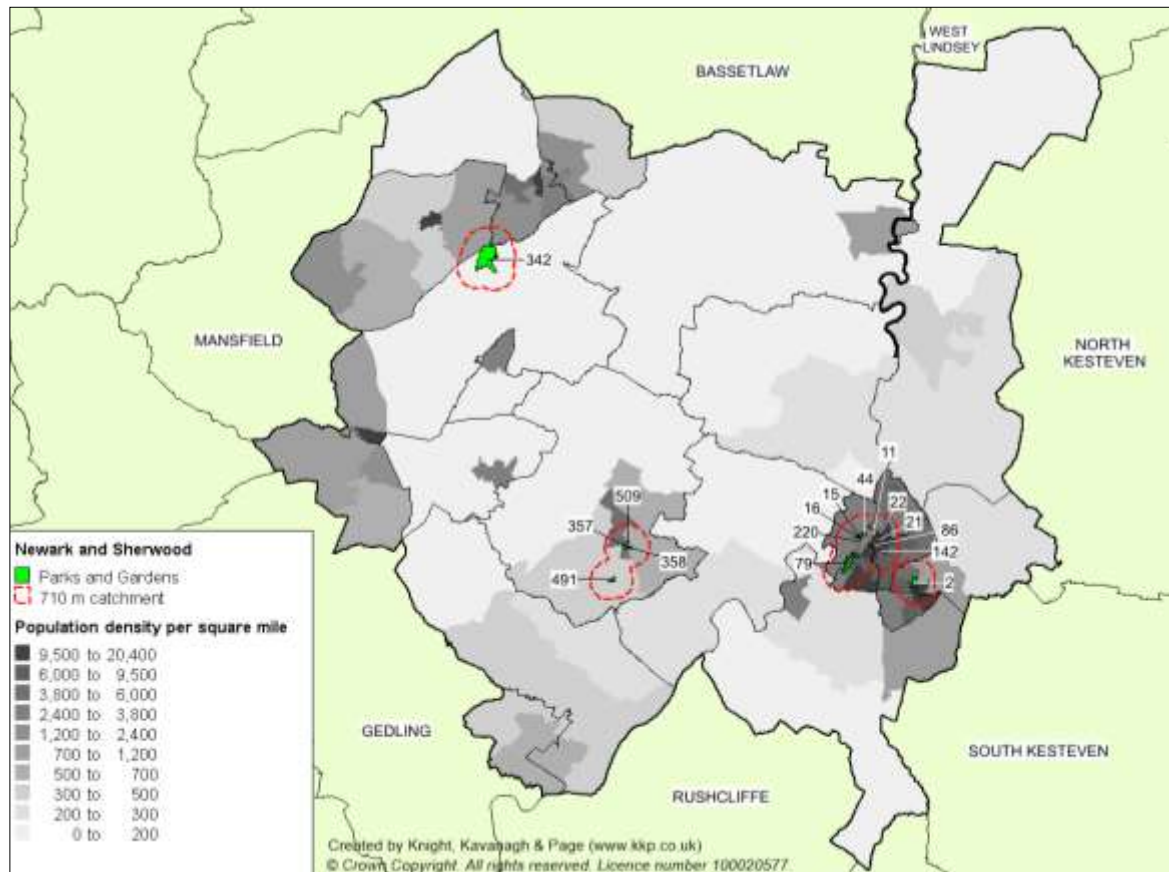 WEST
LINDSEY
BASSETLAW
342
MANSFIELD
NORTH
KESTEVEN
11
44
15
22
509
16
21
357
220
86
142
358
79
491
2
Newark and Sherwood
Parks and Gardens
710 m catchment
Population density per square mile
9,500 to 20,400
6,000 to 9,500
3,800 to 6,000
2,400 to 3,800
1,200 to 2,400
700 to 1,200
500 to 700
300 to 500
200 to 300
0 to 200
GEDLING
SOUTH KESTEVEN
RUSHCLIFFE
Created by Knight, Kavanagh & Page (www.kkp.co.uk)
© Crown Copyright. All rights reserved. Licence number 100020577.